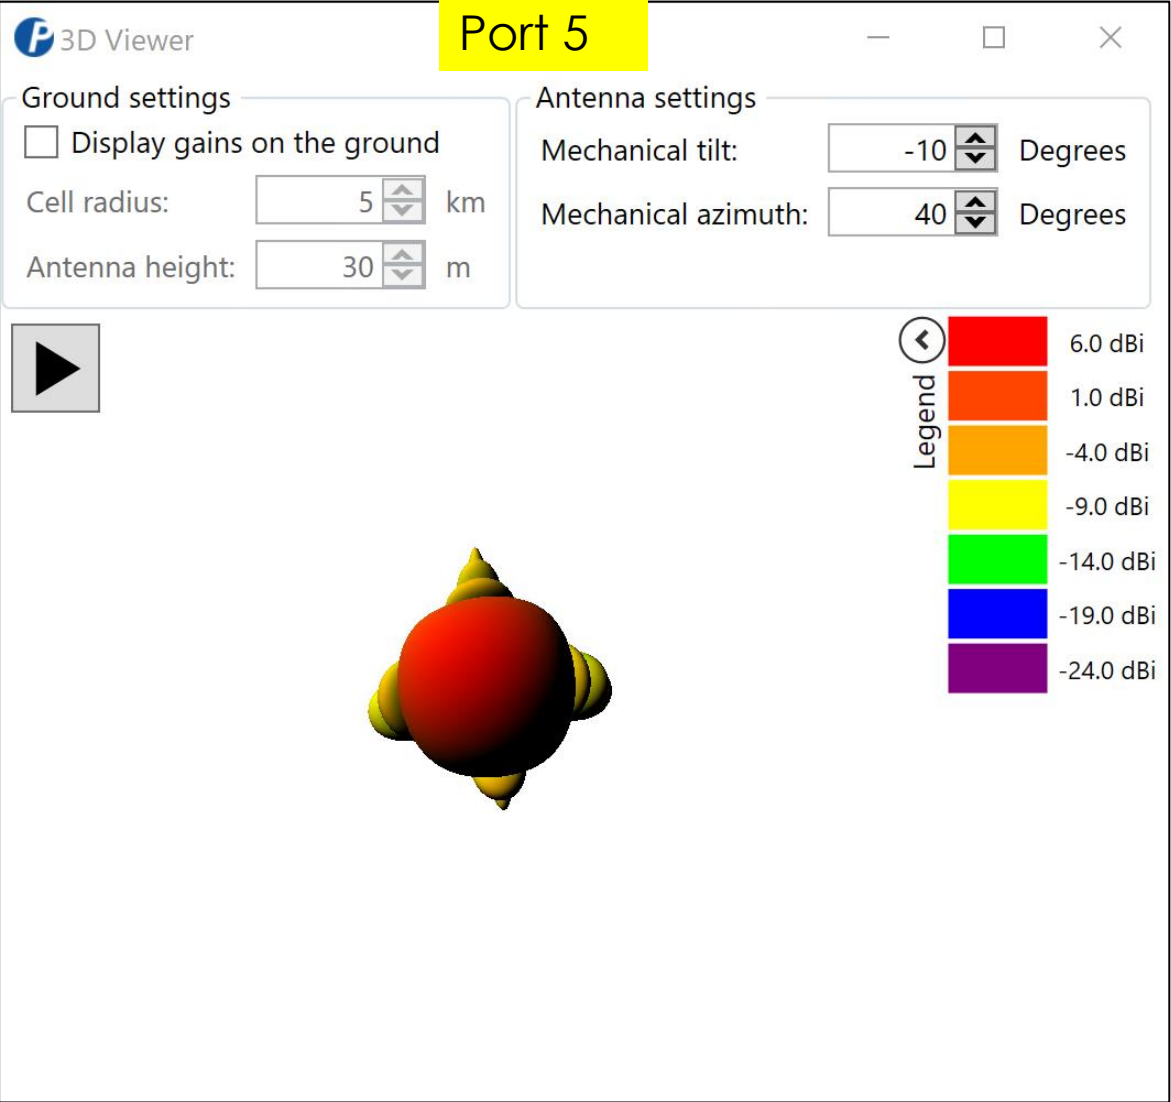 3D Viewer
Port 5
Ground settings
Display gains on the ground
Cell radius: 5 km
Antenna height: 30 m
Antenna settings
Mechanical tilt: -10 Degrees
Mechanical azimuth: 40 Degrees
Legend
6.0 dBi
1.0 dBi
-4.0 dBi
-9.0 dBi
-14.0 dBi
-19.0 dBi
-24.0 dBi